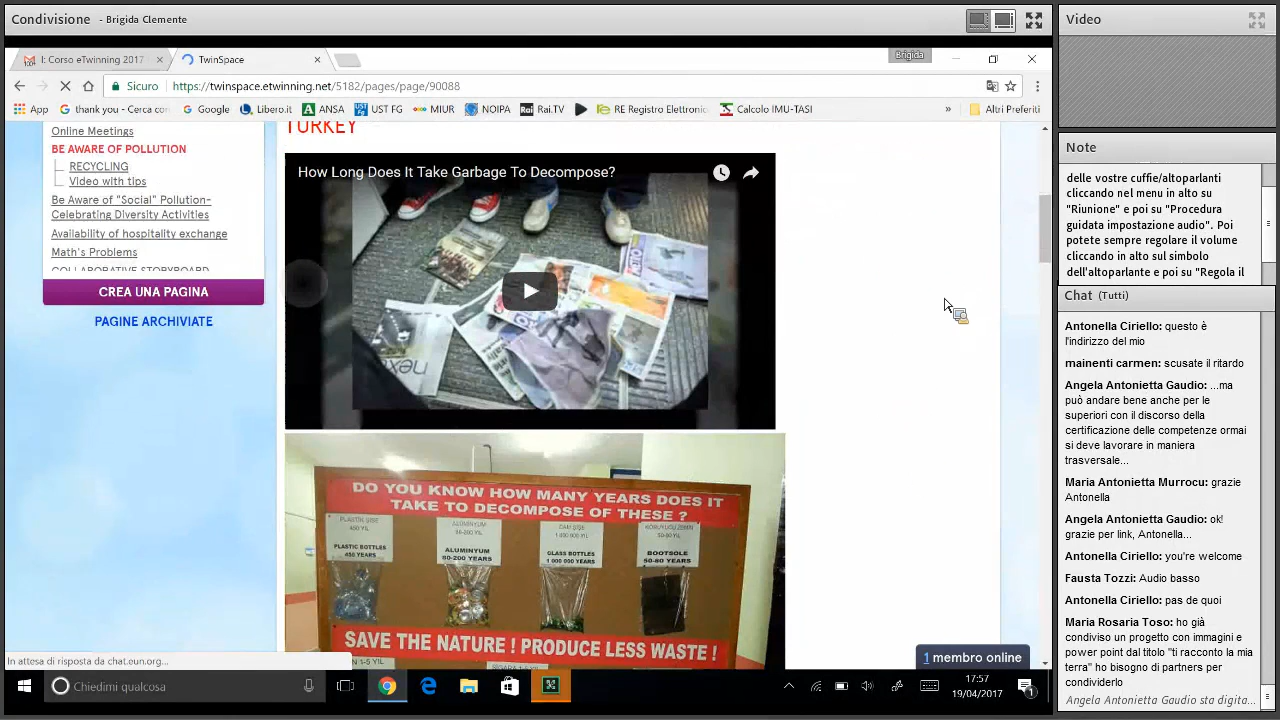 Condivisione - Brigida Clemente
Video
I: Corso eTwinning 2017
TwinSpace
Brigida
Sicuro
https://twinspace.etwinning.net/5182/pages/page/90088
App
thank you - Cerca co
Google
Libero.it
ANSA
UST FG
MIUR
NOIPA
Rai.TV
RE Registro Elettronic
Calcolo IMU-TASI
»
Altri Preferiti
Online Meetings
BE AWARE OF POLLUTION
RECYCLING
Video with tips
Be Aware of "Social" Pollution-
Celebrating Diversity Activities
Availability of hospitality exchange
Math's Problems
COLLABORATIVE STORYBOARD
CREA UNA PAGINA
PAGINE ARCHIVIATE
TURKEY
How Long Does It Take Garbage To Decompose?
DO YOU KNOW HOW MANY YEARS DOES IT
TAKE TO DECOMPOSE OF THESE ?
PLASTIC BOTTLES
450 YEARS
ALUMINYUM
80-200 YEARS
GLASS BOTTLES
1 000 000 YEARS
BOOTSOLE
50-80 YEARS
SAVE THE NATURE ! PRODUCE LESS WASTE !
1 membro online
In attesa di risposta da chat.eun.org...
Chiedimi qualcosa
17:57
19/04/2017
1
Note
delle vostre cuffie/altoparlanti
cliccando nel menu in alto su
"Riunione" e poi su "Procedura
guidata impostazione audio". Poi
potete sempre regolare il volume
cliccando in alto sul simbolo
dell'altoparlante e poi su "Regola il
Chat (Tutti)
Antonella Ciriello: questo è
l'indirizzo del mio
mainenti carmen: scusate il ritardo
Angela Antonietta Gaudio: ...ma
può andare bene anche per le
superiori con il discorso della
certificazione delle competenze ormai
si deve lavorare in maniera
trasversale...
Maria Antonietta Murrocu: grazie
Antonella
Angela Antonietta Gaudio: ok!
grazie per link, Antonella...
Antonella Ciriello: you're welcome
Fausta Tozzi: Audio basso
Antonella Ciriello: pas de quoi
Maria Rosaria Toso: ho già
condiviso un progetto con immagini e
power point dal titolo "ti racconto la mia
terra" ho bisogno di partners per
condividerlo
Angela Antonietta Gaudio sta digita...